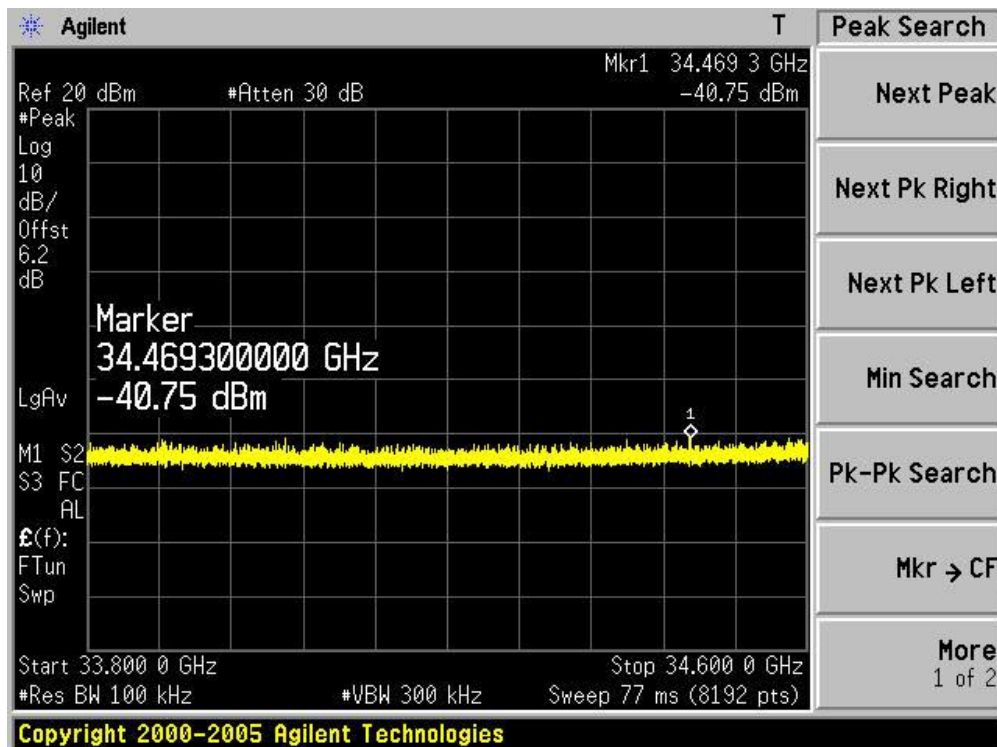 Agilent
T
Peak Search
Mkr1 34.469 3 GHz
Ref 20 dBm #Atten 30 dB -40.75 dBm
#Peak
Log
10
dB/
Offst
6.2
dB
Marker
34.469300000 GHz
-40.75 dBm
LgAv
1
M1 S2
S3 FC
AL
£(f):
FTun
Swp
Start 33.800 0 GHz Stop 34.600 0 GHz
#Res BW 100 kHz #VBW 300 kHz Sweep 77 ms (8192 pts)
Copyright 2000-2005 Agilent Technologies
Next Peak
Next Pk Right
Next Pk Left
Min Search
Pk-Pk Search
Mkr → CF
More
1 of 2